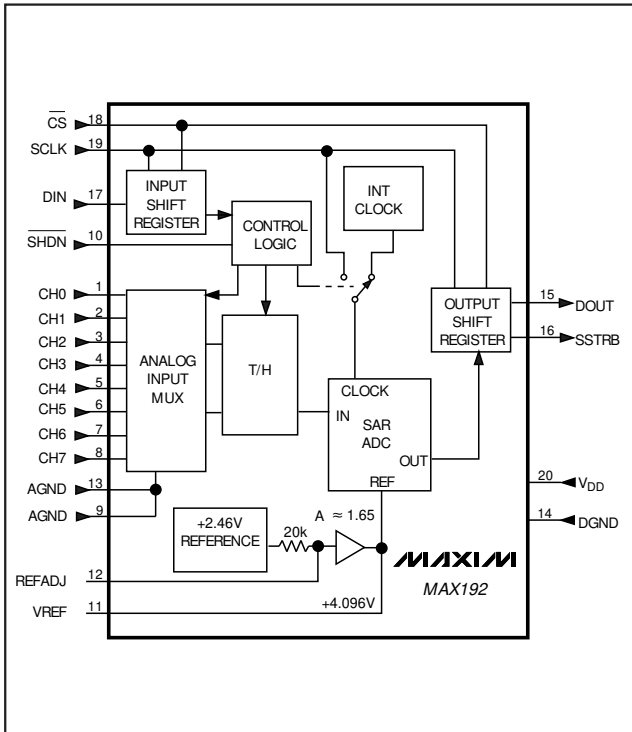 CS 18
SCLK 19
DIN 17
SHDN 10
CH0 1
CH1 2
CH2 3
CH3 4
CH4 5
CH5 6
CH6 7
CH7 8
AGND 13
AGND 9
REFADJ 12
VREF 11
INPUT
SHIFT
REGISTER
CONTROL
LOGIC
INT
CLOCK
ANALOG
INPUT
MUX
T/H
CLOCK
IN
SAR
ADC
OUT
REF
OUTPUT
SHIFT
REGISTER
15 DOUT
16 SSTRB
20 VDD
14 DGND
+2.46V
REFERENCE
20k
A ≈ 1.65
+4.096V
MAXIM
MAX192